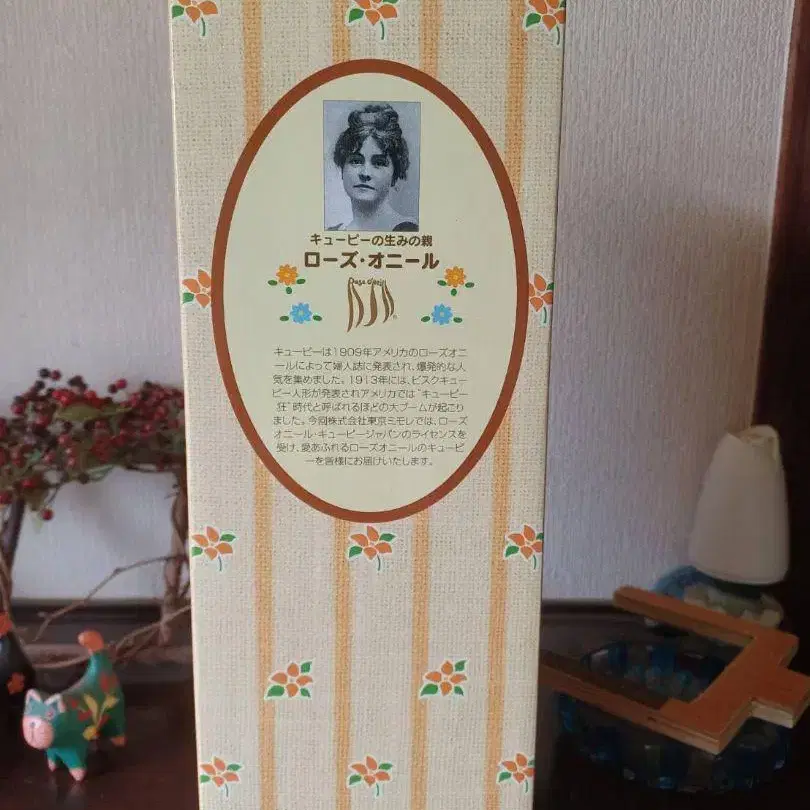 キューピーの生みの親
ローズ・オニール
Rose O'neill
®
キューピーは1909年アメリカのローズオニ
ールによって婦人誌に発表され、爆発的な人
気を集めました。1913年には、ビスクキュー
ピー人形が発表されアメリカでは"キューピー
狂"時代と呼ばれるほどの大ブームが起こり
ました。今回株式会社東京ミモレでは、ローズ
オニール・キューピージャパンのライセンスを
受け、愛あふれるローズオニールのキューピ
ーを皆様にお届けいたします。